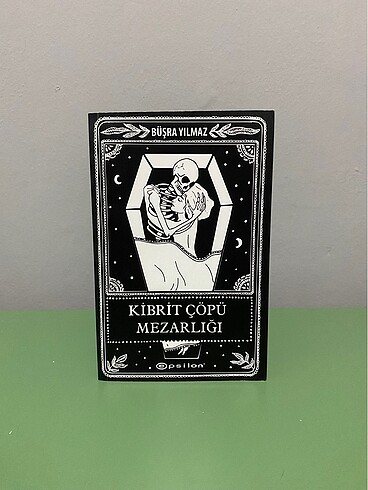 BÜŞRA YILMAZ
KİBRİT ÇÖPÜ
MEZARLIĞI
epsilon